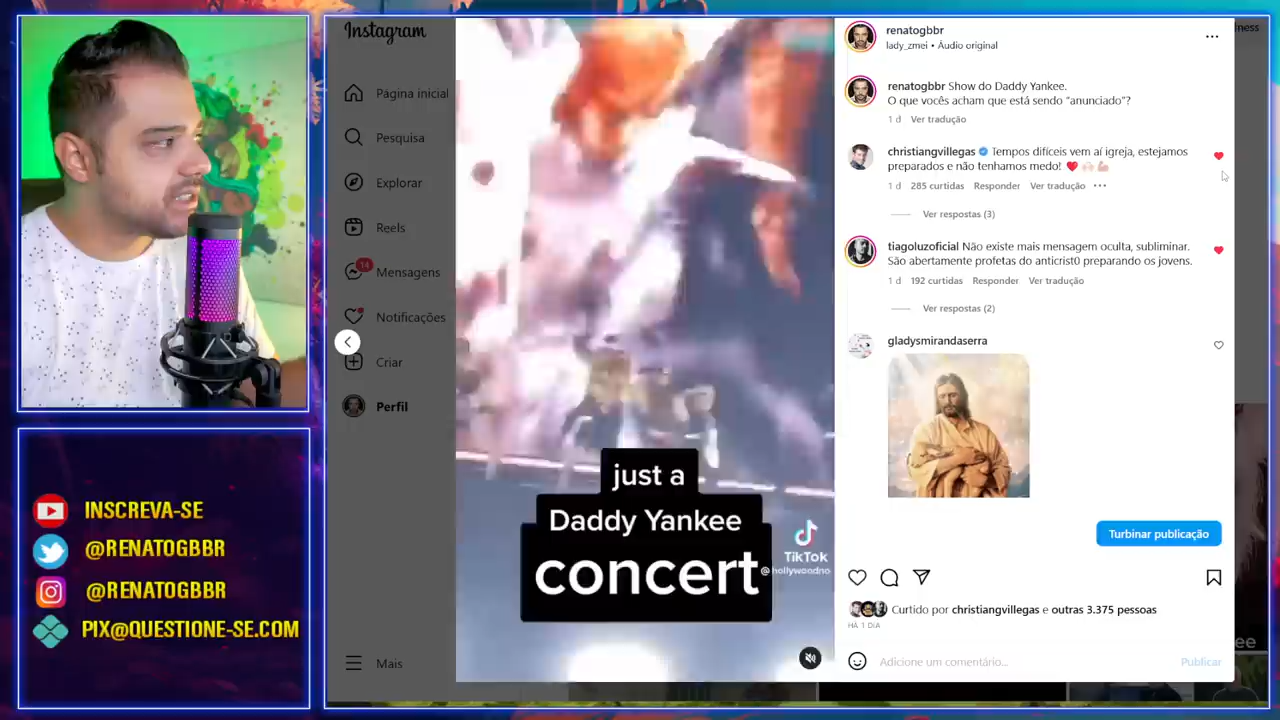 Instagram
Página inicial
Pesquisa
Explorar
Reels
14
Mensagens
Notificações
Criar
Perfil
Mais
INSCREVA-SE
@RENATOGBBR
@RENATOGBBR
PIX@QUESTIONE-SE.COM
just a
Daddy Yankee
concert
TikTok
@hollywoodno
renatogbbr
lady_zmei • Áudio original
renatogbbr Show do Daddy Yankee.
O que vocês acham que está sendo “anunciado”?
1 d Ver tradução
christiangvillegas Tempos difíceis vem aí igreja, estejamos
preparados e não tenhamos medo!
1 d 285 curtidas Responder Ver tradução
Ver respostas (3)
tiagoluzoficial Não existe mais mensagem oculta, subliminar.
São abertamente profetas do anticrist0 preparando os jovens.
1 d 192 curtidas Responder Ver tradução
Ver respostas (2)
gladysmirandaserra
Turbinar publicação
Curtido por christiangvillegas e outras 3.375 pessoas
HÁ 1 DIA
Adicione um comentário...
Publicar